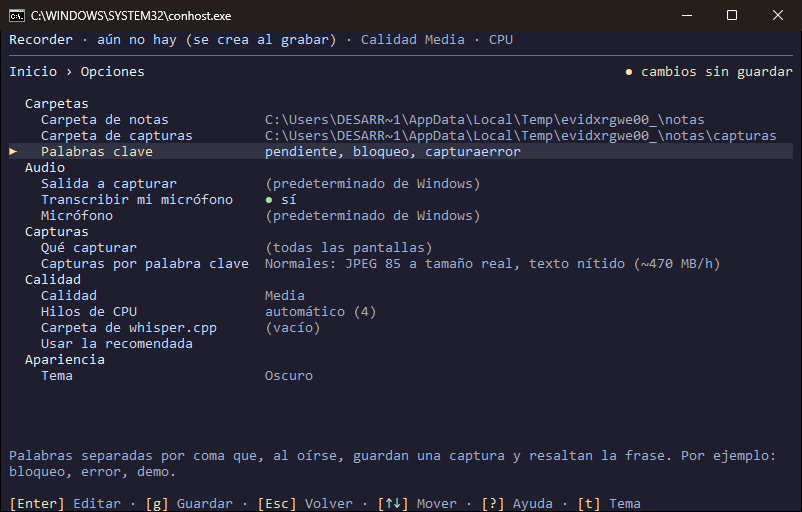 C:\WINDOWS\SYSTEM32\conhost.exe
Recorder · aún no hay (se crea al grabar) · Calidad Media · CPU
Inicio › Opciones ● cambios sin guardar
Carpetas
Carpeta de notas C:\Users\DESARR~1\AppData\Local\Temp\evidxrgwe00_\notas
Carpeta de capturas C:\Users\DESARR~1\AppData\Local\Temp\evidxrgwe00_\notas\capturas
► Palabras clave pendiente, bloqueo, capturaerror
Audio
Salida a capturar (predeterminado de Windows)
Transcribir mi micrófono ● sí
Micrófono (predeterminado de Windows)
Capturas
Qué capturar (todas las pantallas)
Capturas por palabra clave Normales: JPEG 85 a tamaño real, texto nítido (~470 MB/h)
Calidad
Calidad Media
Hilos de CPU automático (4)
Carpeta de whisper.cpp (vacío)
Usar la recomendada
Apariencia
Tema Oscuro
Palabras separadas por coma que, al oírse, guardan una captura y resaltan la frase. Por ejemplo:
bloqueo, error, demo.
[Enter] Editar · [g] Guardar · [Esc] Volver · [↑↓] Mover · [?] Ayuda · [t] Tema